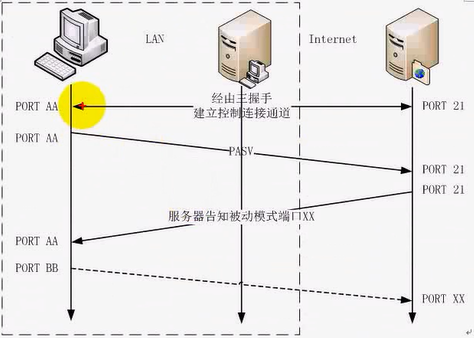 LAN
Internet
经由三握手
建立控制连接通道
PORT AA
PORT 21
PORT AA
PASV
PORT 21
PORT 21
服务器告知被动模式端口XX
PORT AA
PORT BB
PORT XX